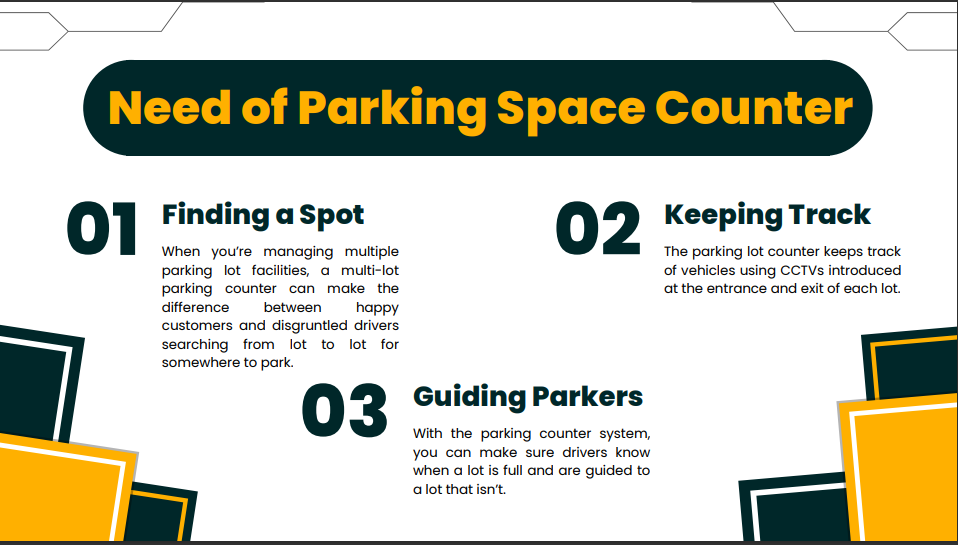 Need of Parking Space Counter
01
Finding a Spot
When you’re managing multiple
parking lot facilities, a multi-lot
parking counter can make the
difference between happy
customers and disgruntled drivers
searching from lot to lot for
somewhere to park.
02
Keeping Track
The parking lot counter keeps track
of vehicles using CCTVs introduced
at the entrance and exit of each lot.
03
Guiding Parkers
With the parking counter system,
you can make sure drivers know
when a lot is full and are guided to
a lot that isn’t.